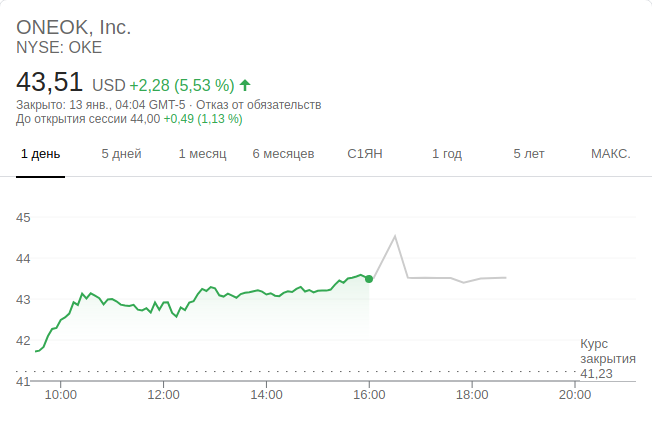 ONEOK, Inc.
NYSE: OKE
43,51 USD +2,28 (5,53 %)
Закрыто: 13 янв., 04:04 GMT-5 · Отказ от обязательств
До открытия сессии 44,00 +0,49 (1,13 %)
1 день 5 дней 1 месяц 6 месяцев С1ЯН 1 год 5 лет МАКС.
45
44
43
42
Курс
закрытия
41,23
41
10:00 12:00 14:00 16:00 18:00 20:00